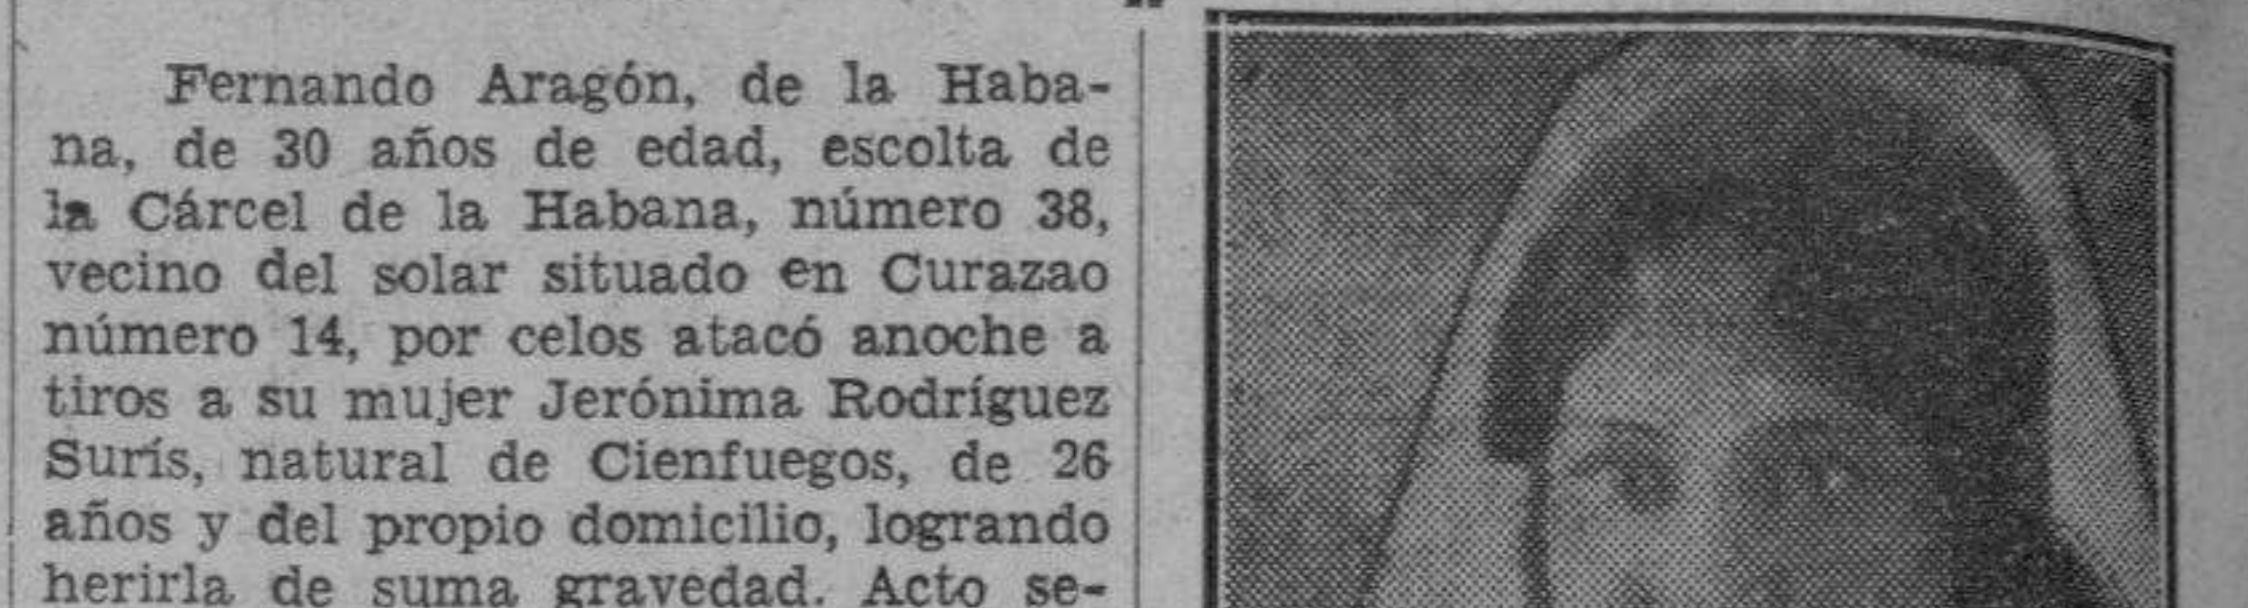 Fernando Aragón, de la Haba-
na, de 30 años de edad, escolta de
la Cárcel de la Habana, número 38,
vecino del solar situado en Curazao
número 14, por celos atacó anoche a
tiros a su mujer Jerónima Rodríguez
Surís, natural de Cienfuegos, de 26
años y del propio domicilio, logrando
herirla de suma gravedad. Acto se-